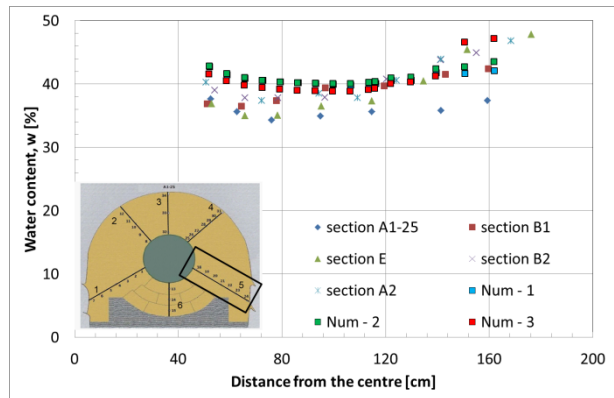 50
40
30
20
10
0
Water content, w [%]
section A1-25
section B1
section E
section B2
section A2
Num - 1
Num - 2
Num - 3
1
2
3
4
5
6
0
40
80
120
160
200
Distance from the centre [cm]